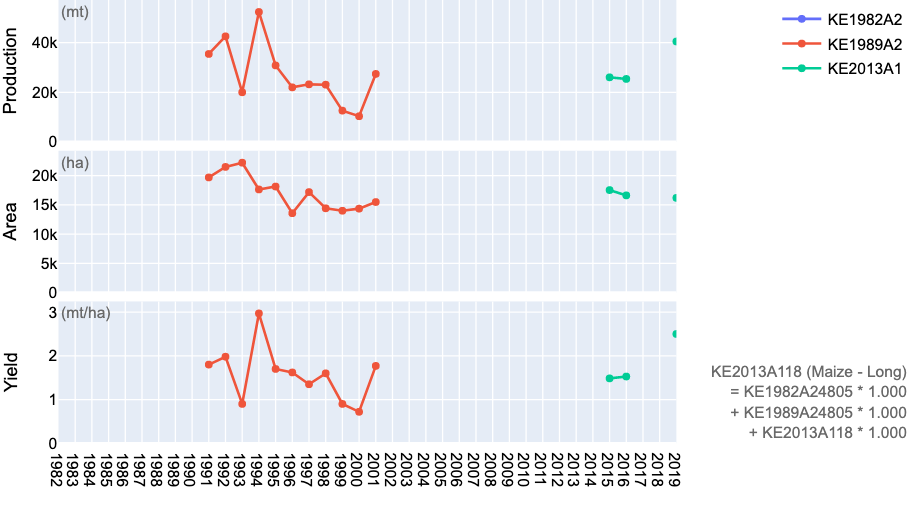 (mt)
Production
40k
20k
0
KE1982A2
KE1989A2
KE2013A1
(ha)
Area
20k
15k
10k
5k
0
(mt/ha)
Yield
3
2
1
0
1982
1983
1984
1985
1986
1987
1988
1989
1990
1991
1992
1993
1994
1995
1996
1997
1998
1999
2000
2001
2002
2003
2004
2005
2006
2007
2008
2009
2010
2011
2012
2013
2014
2015
2016
2017
2018
2019
KE2013A118 (Maize - Long)
= KE1982A24805 * 1.000
+ KE1989A24805 * 1.000
+ KE2013A118 * 1.000